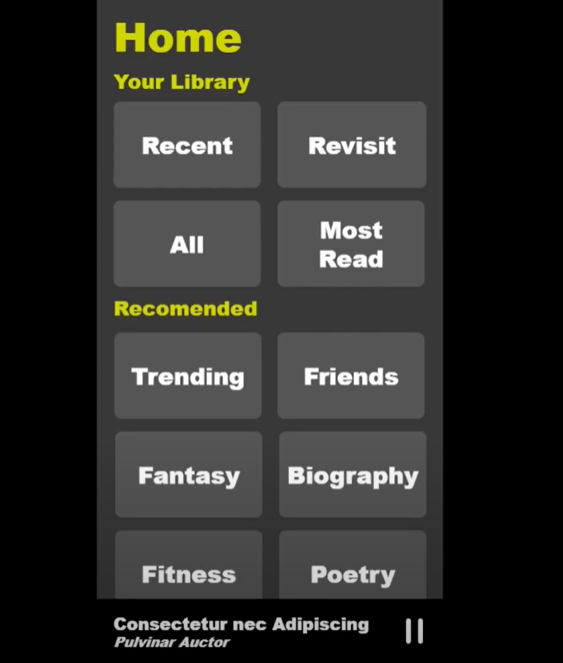 Home
Your Library
Recent
Revisit
All
Most
Read
Recomended
Trending
Friends
Fantasy
Biography
Fitness
Poetry
Consectetur nec Adipiscing
Pulvinar Auctor